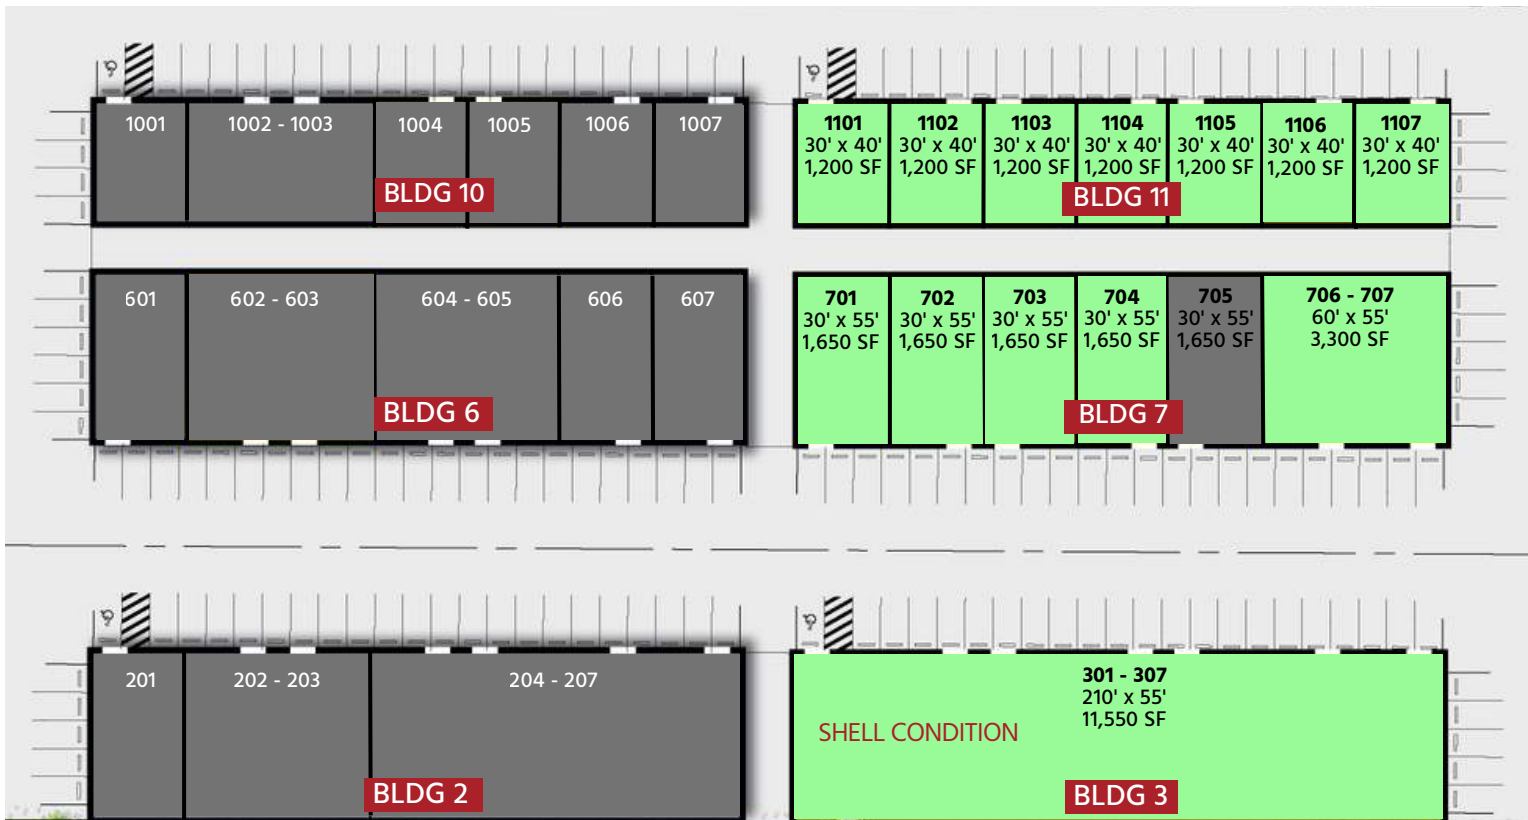 1001
1002 - 1003
1004
1005
1006
1007
BLDG 10
1101
30' x 40'
1,200 SF
1102
30' x 40'
1,200 SF
1103
30' x 40'
1,200 SF
1104
30' x 40'
1,200 SF
1105
30' x 40'
1,200 SF
1106
30' x 40'
1,200 SF
1107
30' x 40'
1,200 SF
BLDG 11
601
602 - 603
604 - 605
606
607
BLDG 6
701
30' x 55'
1,650 SF
702
30' x 55'
1,650 SF
703
30' x 55'
1,650 SF
704
30' x 55'
1,650 SF
705
30' x 55'
1,650 SF
706 - 707
60' x 55'
3,300 SF
BLDG 7
201
202 - 203
204 - 207
BLDG 2
301 - 307
210' x 55'
11,550 SF
SHELL CONDITION
BLDG 3